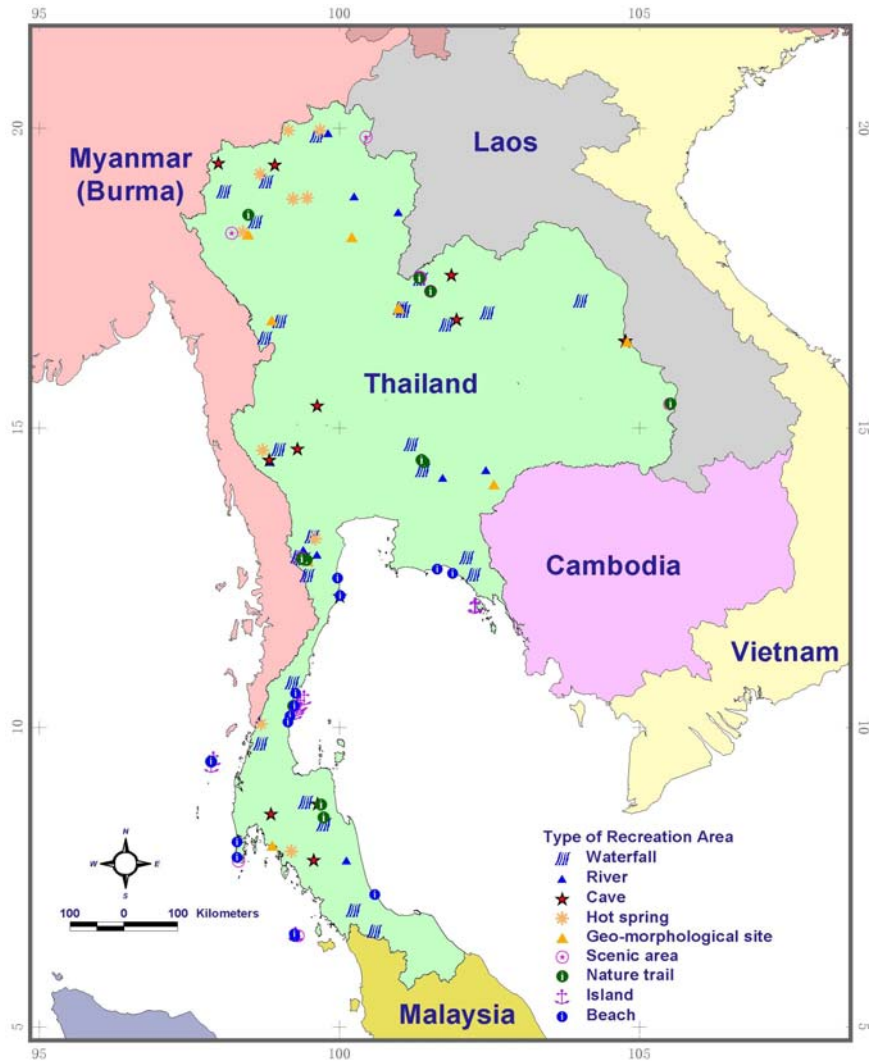 95
100
105
20
20
Myanmar
(Burma)
Laos
Thailand
15
15
Cambodia
Vietnam
10
10
N
W
E
S
100
0
100
Kilometers
Type of Recreation Area
Waterfall
River
Cave
Hot spring
Geo-morphological site
Scenic area
Nature trail
Island
Beach
Malaysia
5
5
95
100
105